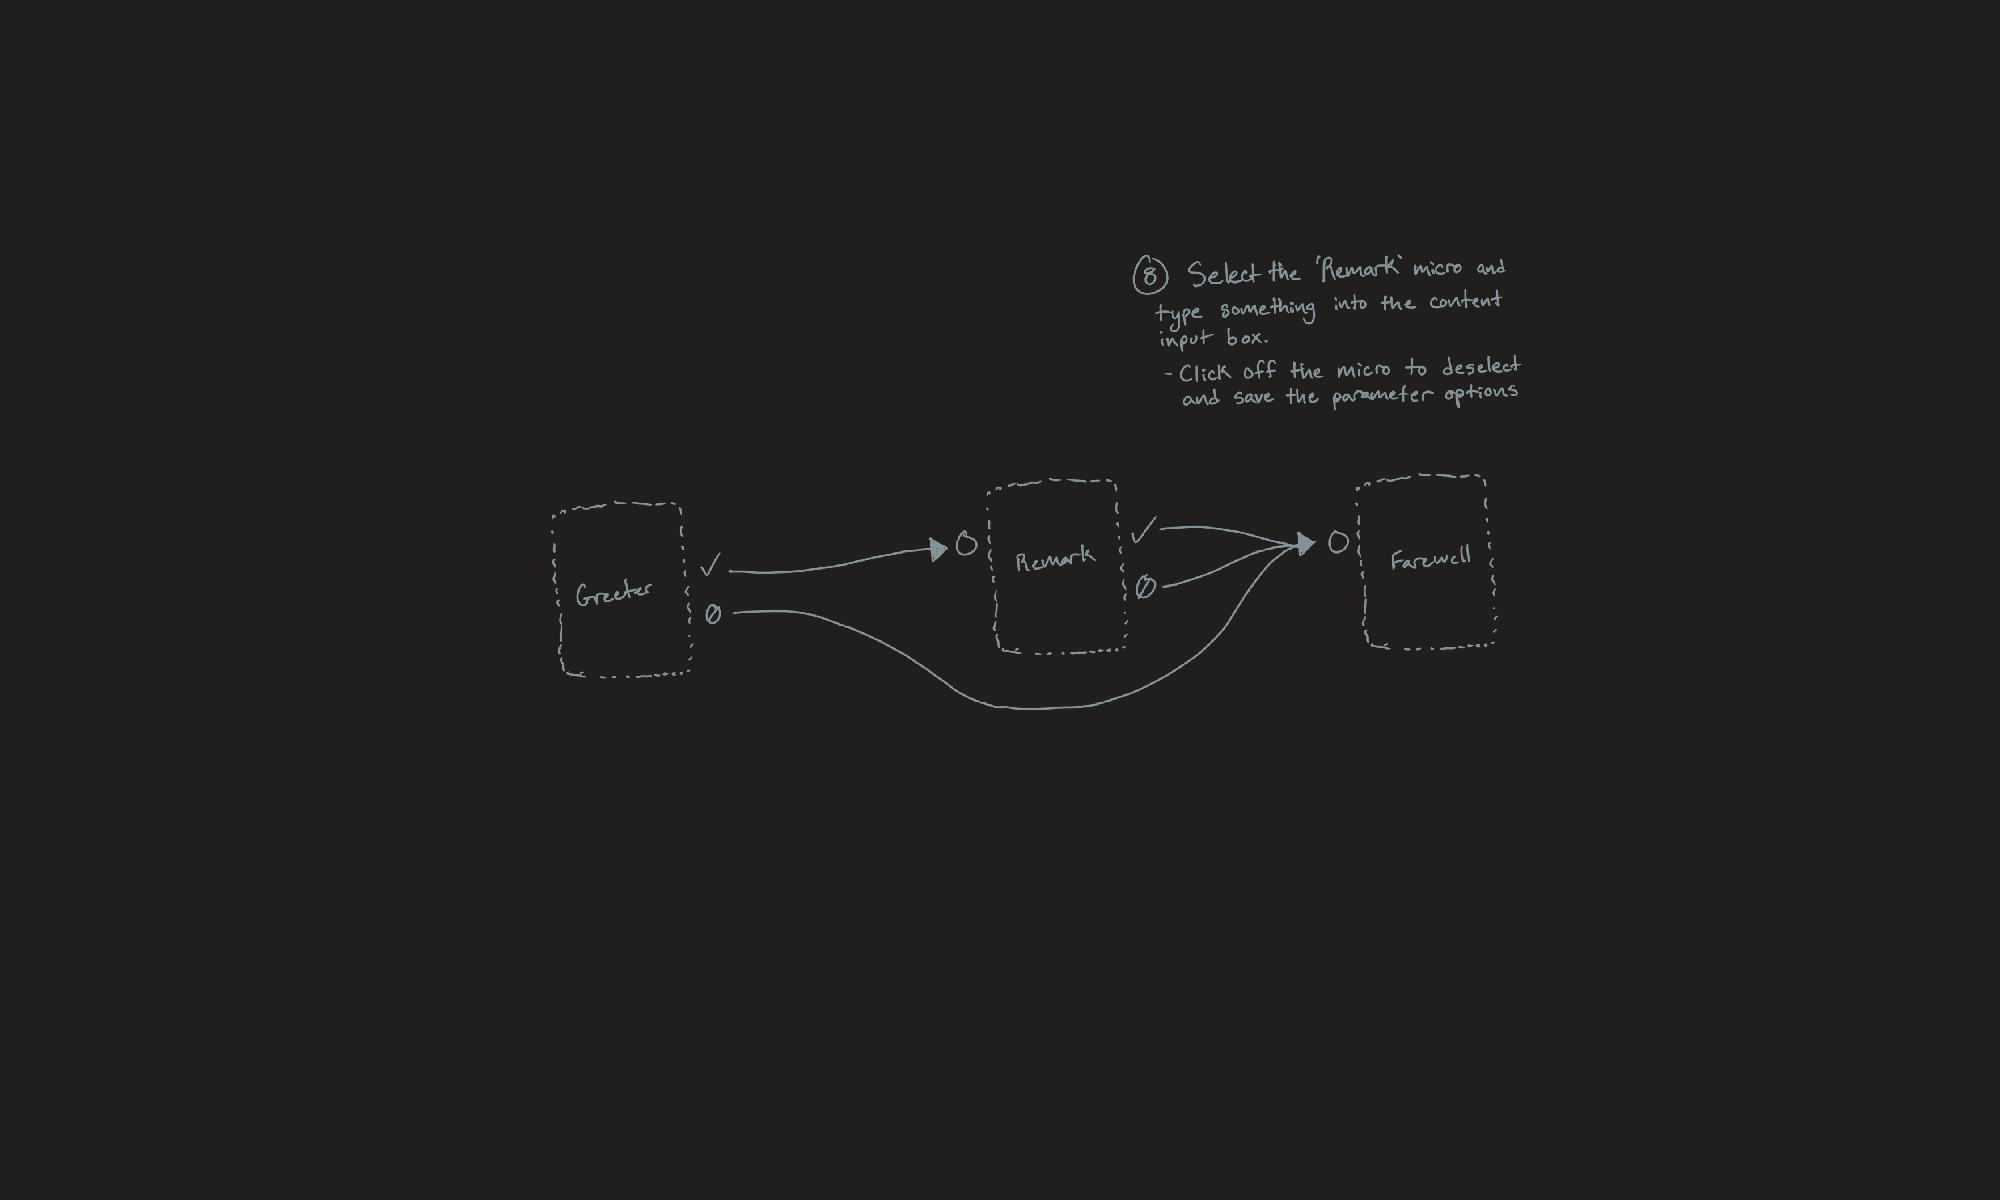 8 Select the 'Remark' micro and
type something into the content
input box.
- Click off the micro to deselect
and save the parameter options
Greeter
Remark
Farewell